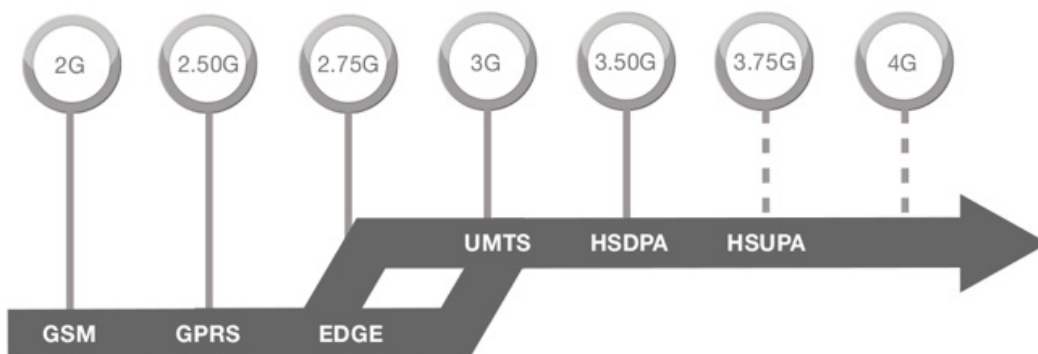 2G 2.50G 2.75G 3G 3.50G 3.75G 4G
UMTS HSDPA HSUPA
GSM GPRS EDGE